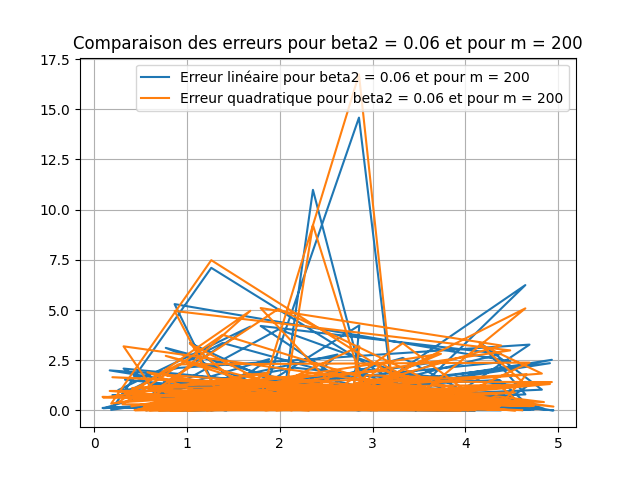 Comparaison des erreurs pour beta2 = 0.06 et pour m = 200
Erreur linéaire pour beta2 = 0.06 et pour m = 200
Erreur quadratique pour beta2 = 0.06 et pour m = 200
17.5
15.0
12.5
10.0
7.5
5.0
2.5
0.0
0 1 2 3 4 5